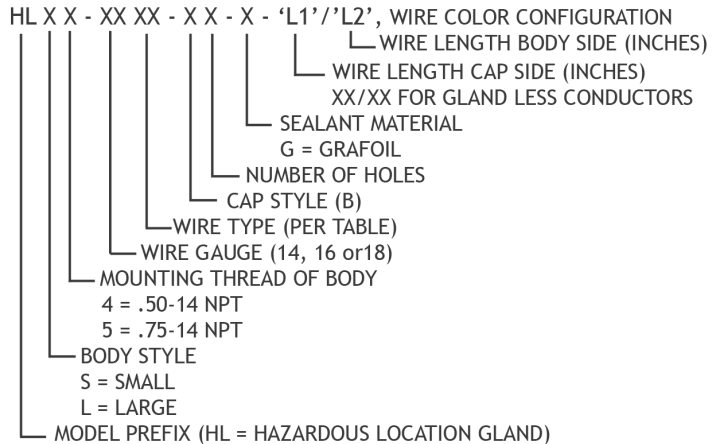 HL X X - XX XX - X X - X - ‘L1’/’L2’, WIRE COLOR CONFIGURATION
WIRE LENGTH BODY SIDE (INCHES)
WIRE LENGTH CAP SIDE (INCHES)
XX/XX FOR GLAND LESS CONDUCTORS
SEALANT MATERIAL
G = GRAFOIL
NUMBER OF HOLES
CAP STYLE (B)
WIRE TYPE (PER TABLE)
WIRE GAUGE (14, 16 or18)
MOUNTING THREAD OF BODY
4 = .50-14 NPT
5 = .75-14 NPT
BODY STYLE
S = SMALL
L = LARGE
MODEL PREFIX (HL = HAZARDOUS LOCATION GLAND)